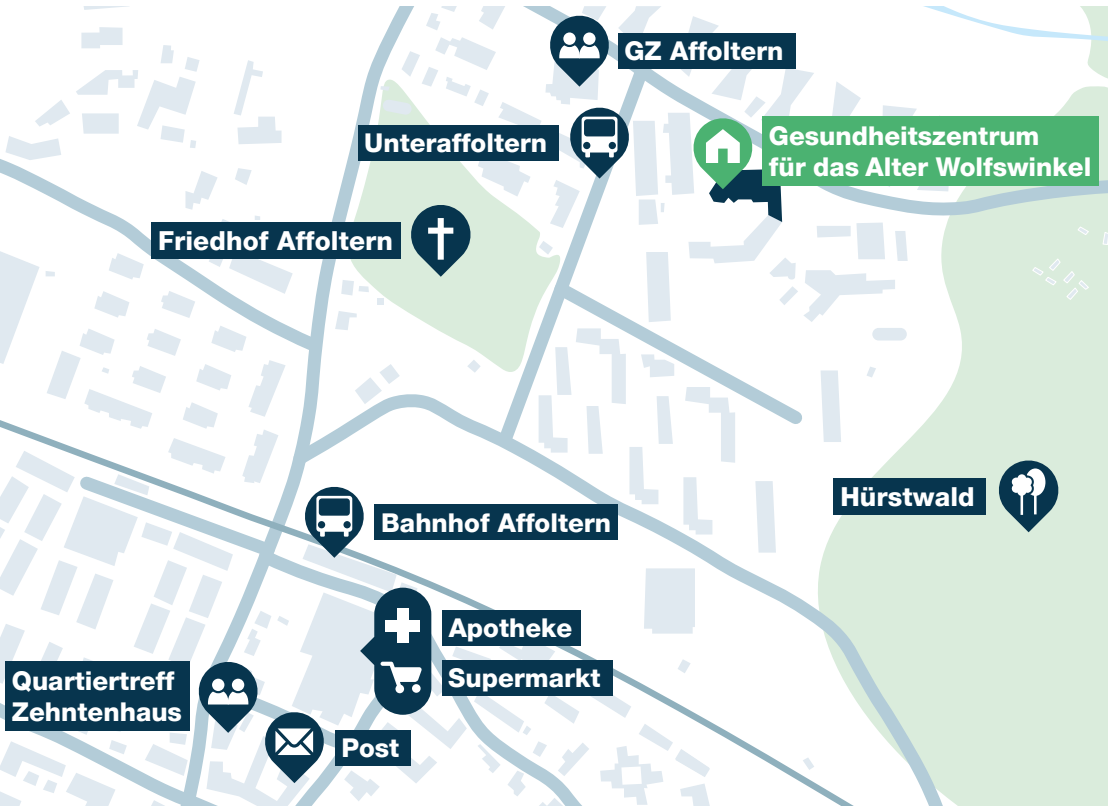 GZ Affoltern
Unteraffoltern
Gesundheitszentrum
für das Alter Wolfswinkel
Friedhof Affoltern
Hürstwald
Bahnhof Affoltern
Apotheke
Supermarkt
Quartiertreff
Zehntenhaus
Post